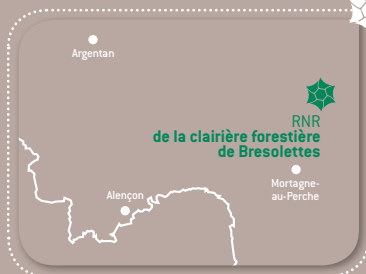 Argentan
RNR
de la clairière forestière
de Bresolettes
Mortagne-
au-Perche
Alençon